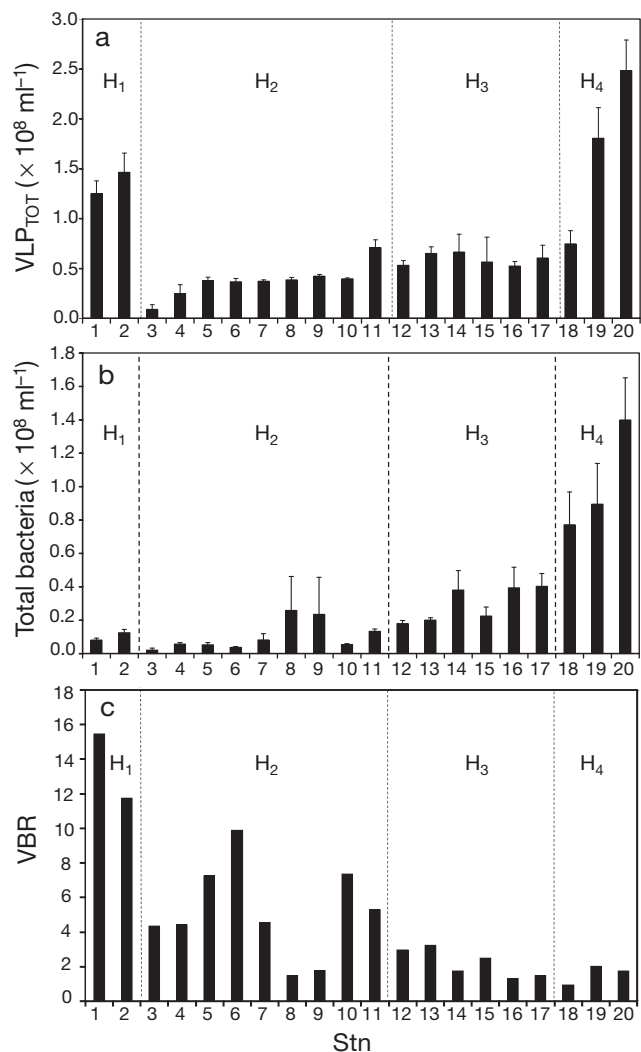 a
VLP_TOT (× 10⁸ ml⁻¹)
3.0
2.5
2.0
1.5
1.0
0.5
0.0
H₁ H₂ H₃ H₄
1 2 3 4 5 6 7 8 9 10 11 12 13 14 15 16 17 18 19 20
b
Total bacteria (× 10⁸ ml⁻¹)
1.8
1.6
1.4
1.2
1.0
0.8
0.6
0.4
0.2
0.0
H₁ H₂ H₃ H₄
1 2 3 4 5 6 7 8 9 10 11 12 13 14 15 16 17 18 19 20
c
VBR
18
16
14
12
10
8
6
4
2
0
H₁ H₂ H₃ H₄
1 2 3 4 5 6 7 8 9 10 11 12 13 14 15 16 17 18 19 20
Stn